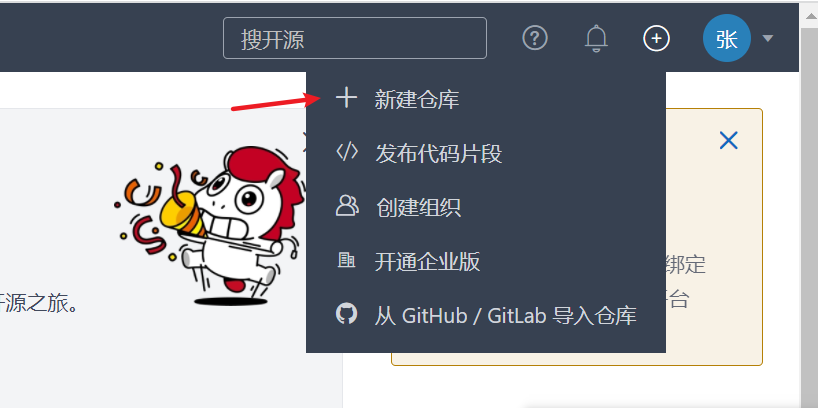 搜开源
张
新建仓库
发布代码片段
创建组织
开通企业版
绑定
从 GitHub / GitLab 导入仓库
开源之旅。
台